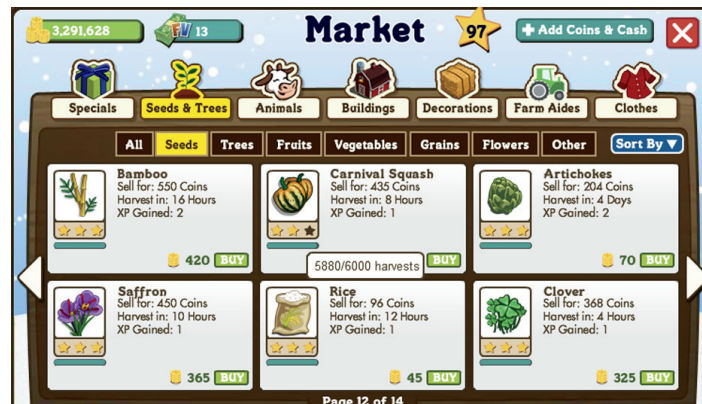 3,291,628
FV 13
Market
97
+ Add Coins & Cash
Specials
Seeds & Trees
Animals
Buildings
Decorations
Farm Aides
Clothes
All
Seeds
Trees
Fruits
Vegetables
Grains
Flowers
Other
Sort By ▼
Bamboo
Sell for: 550 Coins
Harvest in: 16 Hours
XP Gained: 2
420 BUY
Carnival Squash
Sell for: 435 Coins
Harvest in: 8 Hours
XP Gained: 1
BUY
5880/6000 harvests
Artichokes
Sell for: 204 Coins
Harvest in: 4 Days
XP Gained: 2
70 BUY
Saffron
Sell for: 450 Coins
Harvest in: 10 Hours
XP Gained: 1
365 BUY
Rice
Sell for: 96 Coins
Harvest in: 12 Hours
XP Gained: 1
45 BUY
Clover
Sell for: 368 Coins
Harvest in: 4 Hours
XP Gained: 1
325 BUY
Page 12 of 14